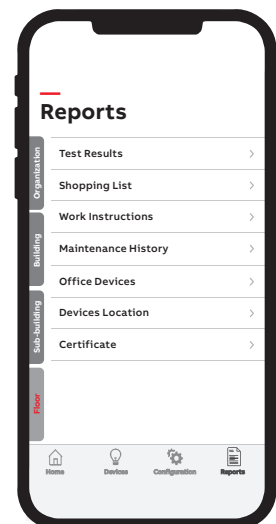 Reports
Organization
Building
Sub-building
Floor
Test Results
Shopping List
Work Instructions
Maintenance History
Office Devices
Devices Location
Certificate
Home
Devices
Configuration
Reports